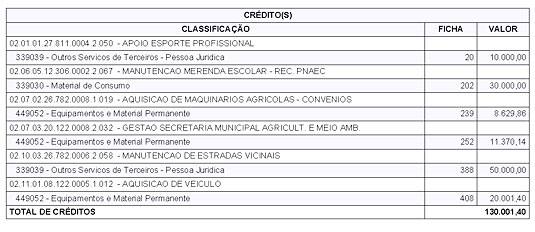 CRÉDITO(S)
CLASSIFICAÇÃO FICHA VALOR
02.01.01.27.811.0004.2.050 - APOIO ESPORTE PROFISSIONAL
339039 - Outros Servicos de Terceiros - Pessoa Juridica 20 10.000,00
02.06.05.12.306.0002.2.067 - MANUTENCAO MERENDA ESCOLAR - REC. PNAEC
339030 - Material de Consumo 202 30.000,00
02.07.02.26.782.0008.1.019 - AQUISICAO DE MAQUINARIOS AGRICOLAS - CONVENIOS
449052 - Equipamentos e Material Permanente 239 8.629,86
02.07.03.20.122.0008.2.032 - GESTAO SECRETARIA MUNICIPAL AGRICULT. E MEIO AMB.
449052 - Equipamentos e Material Permanente 252 11.370,14
02.10.03.26.782.0006.2.058 - MANUTENCAO DE ESTRADAS VICINAIS
339039 - Outros Servicos de Terceiros - Pessoa Juridica 388 50.000,00
02.11.01.08.122.0005.1.012 - AQUISICAO DE VEICULO
449052 - Equipamentos e Material Permanente 408 20.001,40
TOTAL DE CRÉDITOS 130.001,40